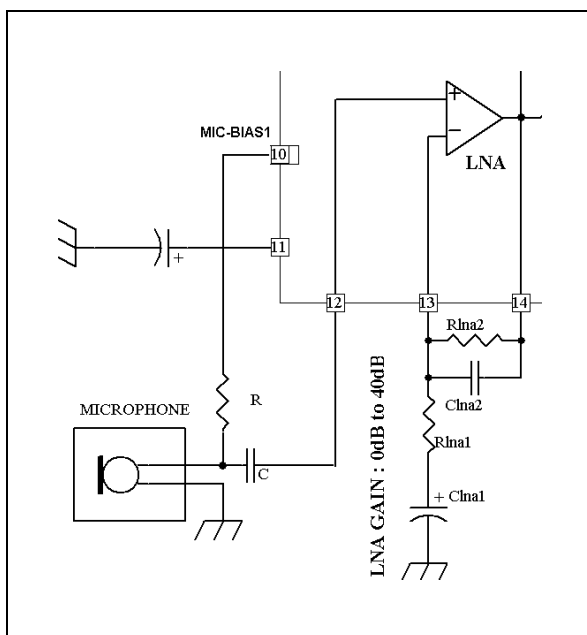 +
MIC-BIAS1
10
−
LNA
11
+
12
13
14
Rlna2
R
Clna2
MICROPHONE
Rlna1
C
+ Clna1
LNA GAIN : 0dB to 40dB